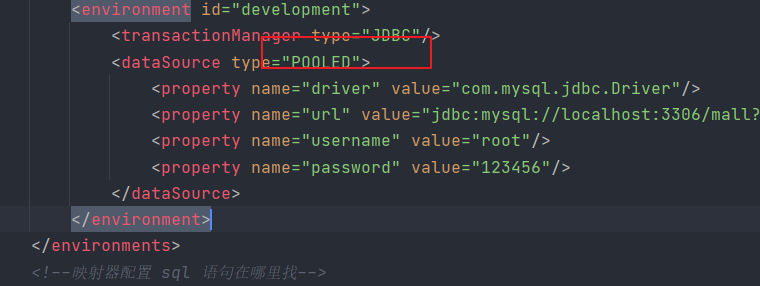 <environment id="development">
<transactionManager type="JDBC"/>
<dataSource type="POOLED">
<property name="driver" value="com.mysql.jdbc.Driver"/>
<property name="url" value="jdbc:mysql://localhost:3306/mall?
<property name="username" value="root"/>
<property name="password" value="123456"/>
</dataSource>
</environment>
</environments>
<!--映射器配置 sql 语句在哪里找-->